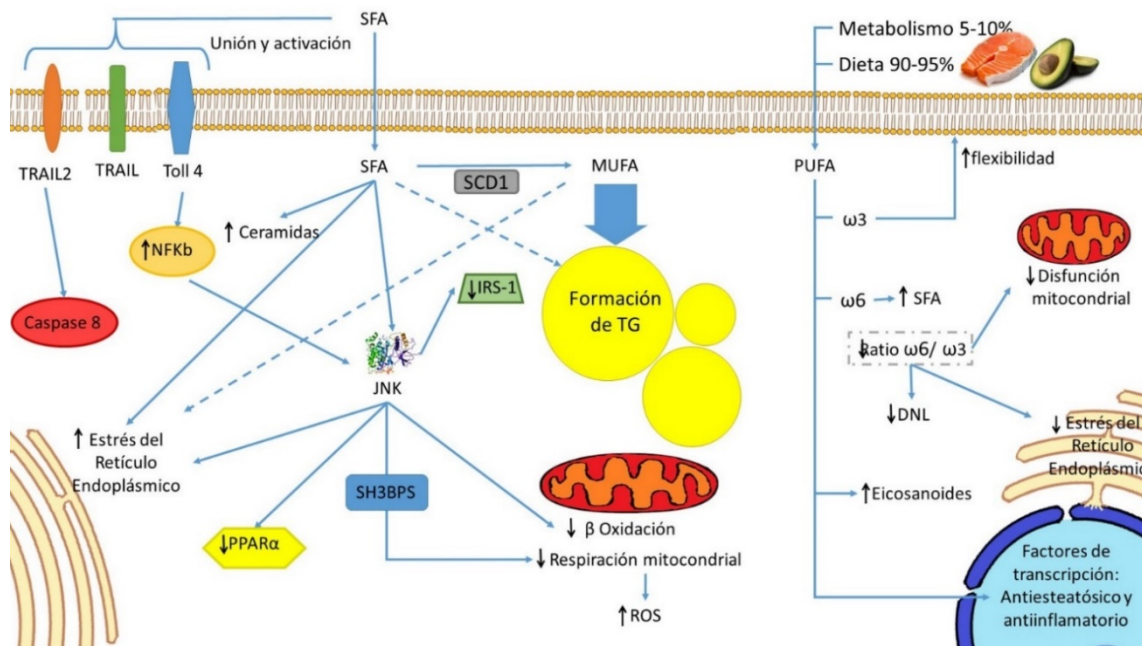 SFA
Unión y activación
TRAIL2
TRAIL
Toll 4
↑NFKb
Caspase 8
SFA
SCD1
MUFA
↑ Ceramidas
↓IRS-1
Formación
de TG
JNK
↑ Estrés del
Retículo
Endoplásmico
SH3BPS
↓PPARα
↓ β Oxidación
↓ Respiración mitocondrial
↑ROS
Metabolismo 5-10%
Dieta 90-95%
PUFA
↑flexibilidad
ω3
↓ Disfunción
mitocondrial
ω6
↑ SFA
↓Ratio ω6/ ω3
↓DNL
↓ Estrés del
Retículo
Endoplásmico
↑Eicosanoides
Factores de
transcripción:
Antiesteatósico y
antiinflamatorio